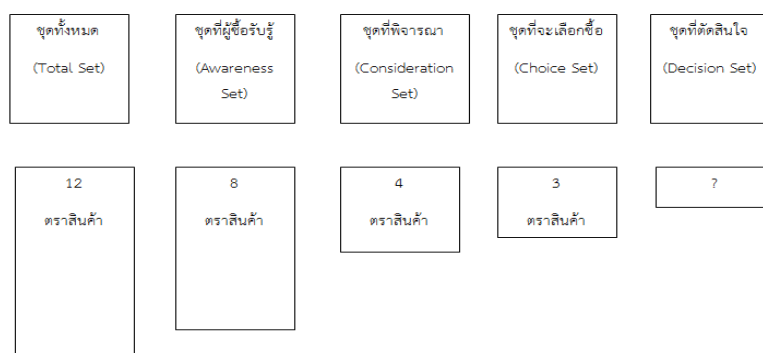 ชุดทั้งหมด
(Total Set)
ชุดที่ผู้ซื้อรับรู้
(Awareness
Set)
ชุดที่พิจารณา
(Consideration
Set)
ชุดที่จะเลือกซื้อ
(Choice Set)
ชุดที่ตัดสินใจ
(Decision Set)
12
ตราสินค้า
8
ตราสินค้า
4
ตราสินค้า
3
ตราสินค้า
?